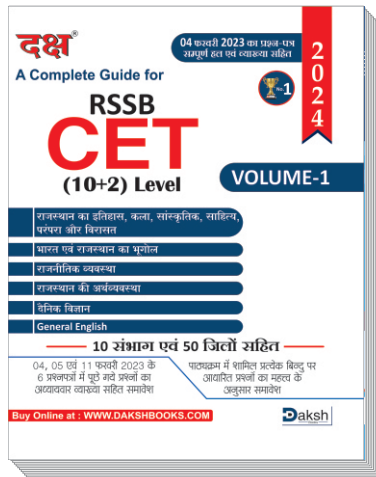 दक्ष
04 फरवरी 2023 का प्रश्न-पत्र
सम्पूर्ण हल एवं व्याख्या सहित
2024
A Complete Guide for
No.1
RSSB
CET
(10+2) Level
VOLUME-1
राजस्थान का इतिहास, कला, सांस्कृतिक, साहित्य,
परंपरा और विरासत
भारत एवं राजस्थान का भूगोल
राजनीतिक व्यवस्था
राजस्थान की अर्थव्यवस्था
दैनिक विज्ञान
General English
10 संभाग एवं 50 जिलों सहित
04, 05 एवं 11 फरवरी 2023 के
6 प्रश्नपत्रों में पूछे गये प्रश्नों का
अध्यायवार व्याख्या सहित समावेश
पाठ्यक्रम में शामिल प्रत्येक बिन्दु पर
आधारित प्रश्नों का महत्व के
अनुसार समावेश
Buy Online at : WWW.DAKSHBOOKS.COM
Daksh